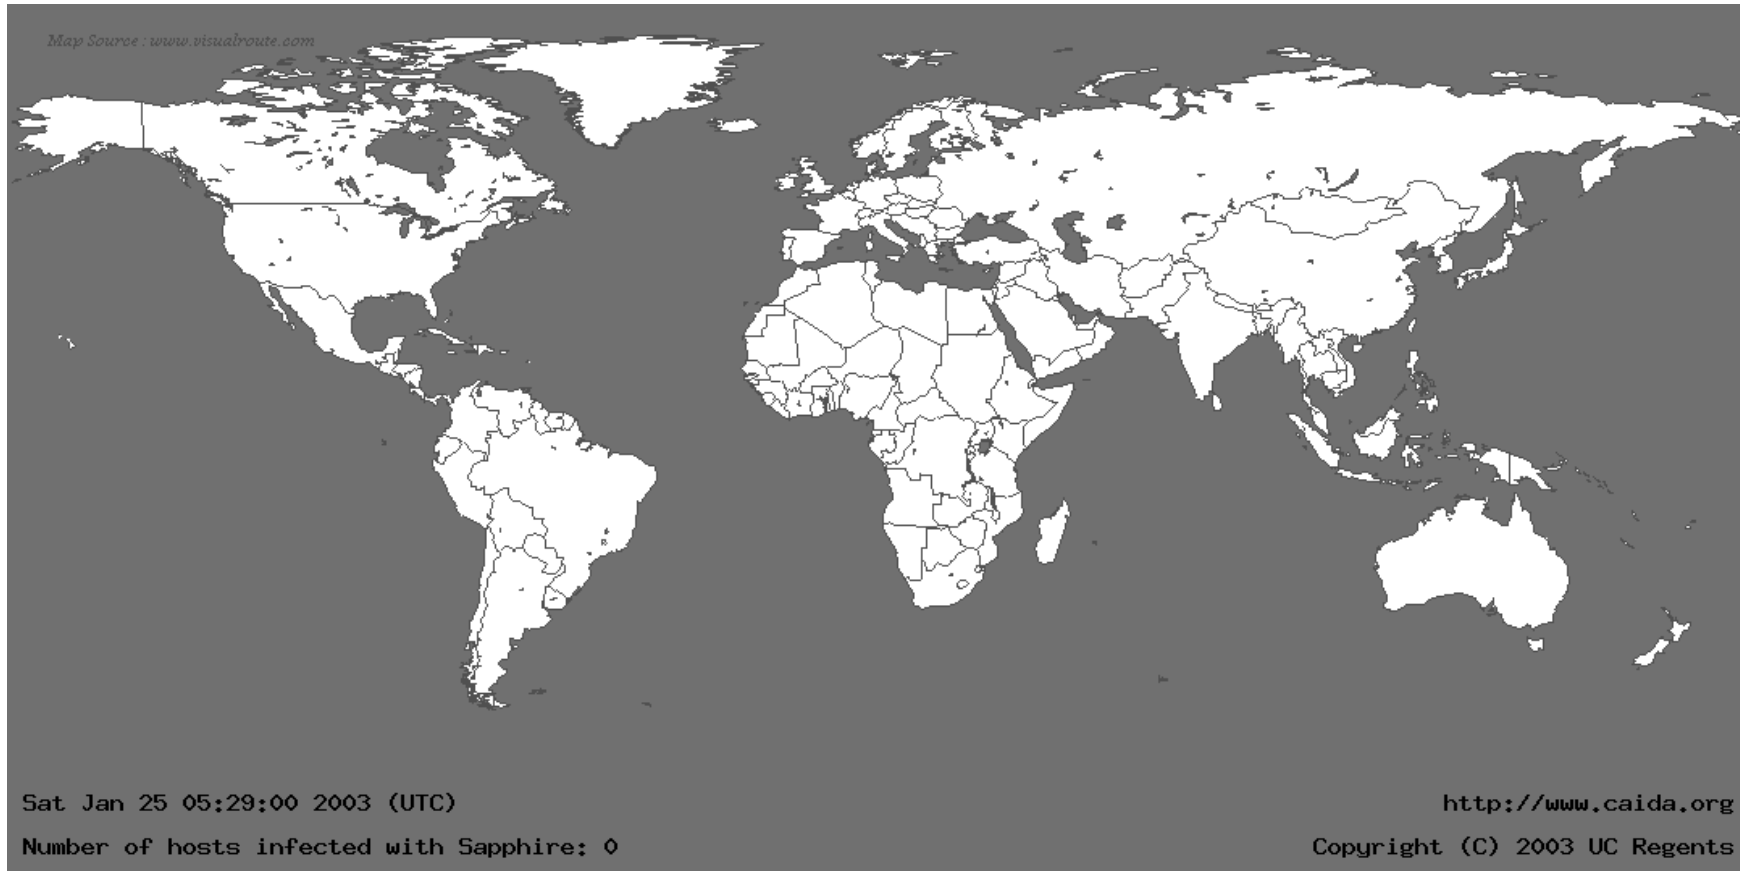 Map Source : www.visualroute.com
Sat Jan 25 05:29:00 2003 (UTC)
http://www.caida.org
Number of hosts infected with Sapphire: 0
Copyright (C) 2003 UC Regents